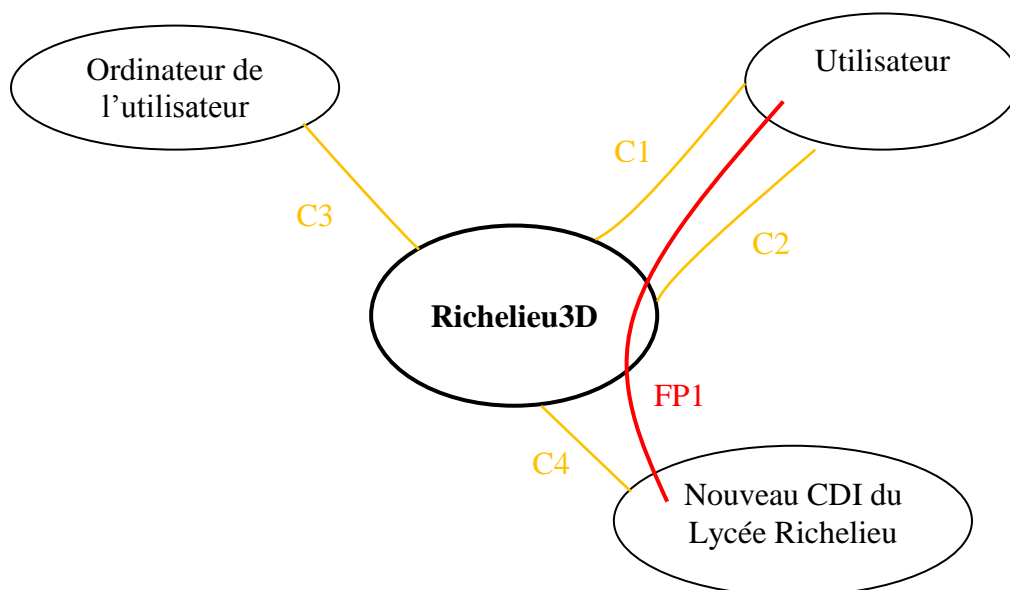 Ordinateur de
l’utilisateur
Utilisateur
C1
C3
C2
Richelieu3D
FP1
C4
Nouveau CDI du
Lycée Richelieu